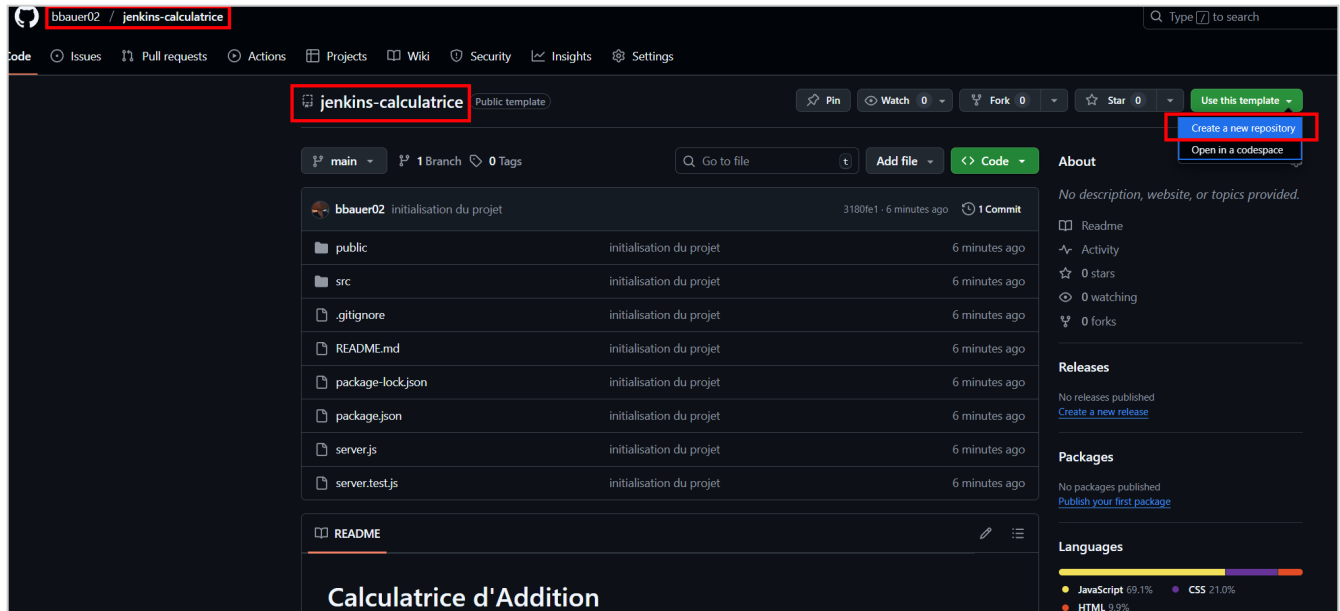 bbauer02 / jenkins-calculatrice
Type / to search
Code Issues Pull requests Actions Projects Wiki Security Insights Settings
jenkins-calculatrice Public template
Pin Watch 0 Fork 0 Star 0 Use this template
Create a new repository
Open in a codespace
main 1 Branch 0 Tags Go to file t Add file Code
bbauer02 initialisation du projet 3180fe1 · 6 minutes ago 1 Commit
public initialisation du projet 6 minutes ago
src initialisation du projet 6 minutes ago
.gitignore initialisation du projet 6 minutes ago
README.md initialisation du projet 6 minutes ago
package-lock.json initialisation du projet 6 minutes ago
package.json initialisation du projet 6 minutes ago
server.js initialisation du projet 6 minutes ago
server.test.js initialisation du projet 6 minutes ago
README
Calculatrice d'Addition
About
No description, website, or topics provided.
Readme
Activity
0 stars
0 watching
0 forks
Releases
No releases published
Create a new release
Packages
No packages published
Publish your first package
Languages
JavaScript 69.1% CSS 21.0%
HTML 9.9%